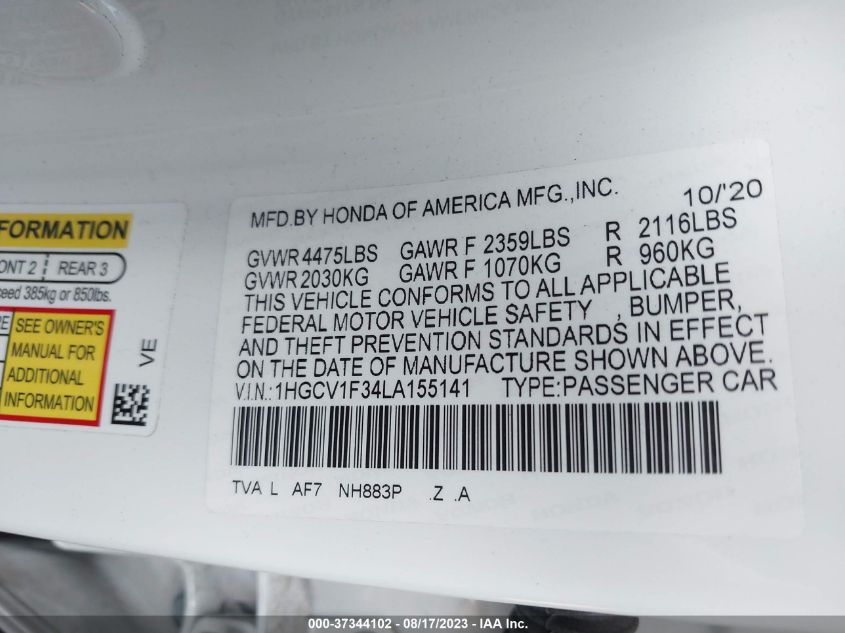 FORMATION
ONT 2 REAR 3
ceed 385kg or 850lbs.
RE
SEE OWNER'S
MANUAL FOR
ADDITIONAL
INFORMATION
VE
MFD.BY HONDA OF AMERICA MFG.,INC. 10/'20
GVWR 4475LBS GAWR F 2359LBS R 2116LBS
GVWR 2030KG GAWR F 1070KG R 960KG
THIS VEHICLE CONFORMS TO ALL APPLICABLE
FEDERAL MOTOR VEHICLE SAFETY , BUMPER,
AND THEFT PREVENTION STANDARDS IN EFFECT
ON THE DATE OF MANUFACTURE SHOWN ABOVE.
V.I.N.:1HGCV1F34LA155141 TYPE:PASSENGER CAR
TVA L AF7 NH883P .Z .A
© - 37344102 - 08/17/2023 - IAA Inc.